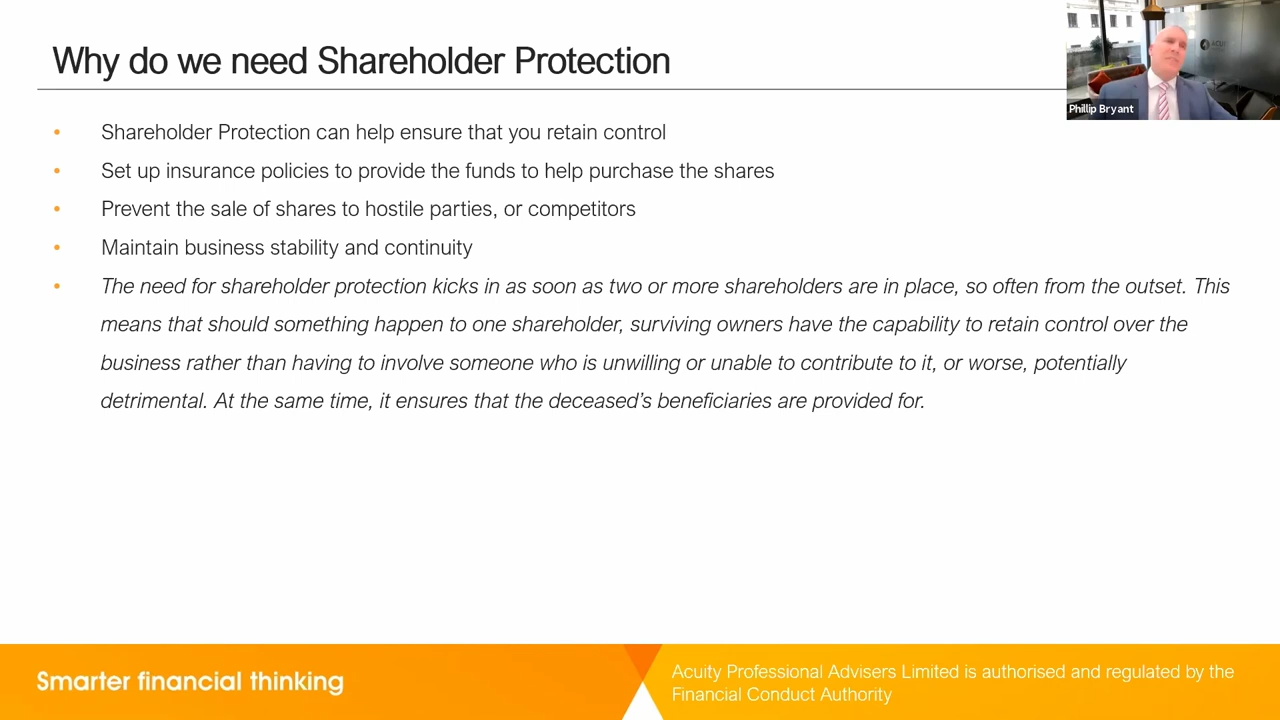 Why do we need Shareholder Protection
Phillip Bryant
• Shareholder Protection can help ensure that you retain control
• Set up insurance policies to provide the funds to help purchase the shares
• Prevent the sale of shares to hostile parties, or competitors
• Maintain business stability and continuity
• The need for shareholder protection kicks in as soon as two or more shareholders are in place, so often from the outset. This
means that should something happen to one shareholder, surviving owners have the capability to retain control over the
business rather than having to involve someone who is unwilling or unable to contribute to it, or worse, potentially
detrimental. At the same time, it ensures that the deceased’s beneficiaries are provided for.
Smarter financial thinking
Acuity Professional Advisers Limited is authorised and regulated by the
Financial Conduct Authority